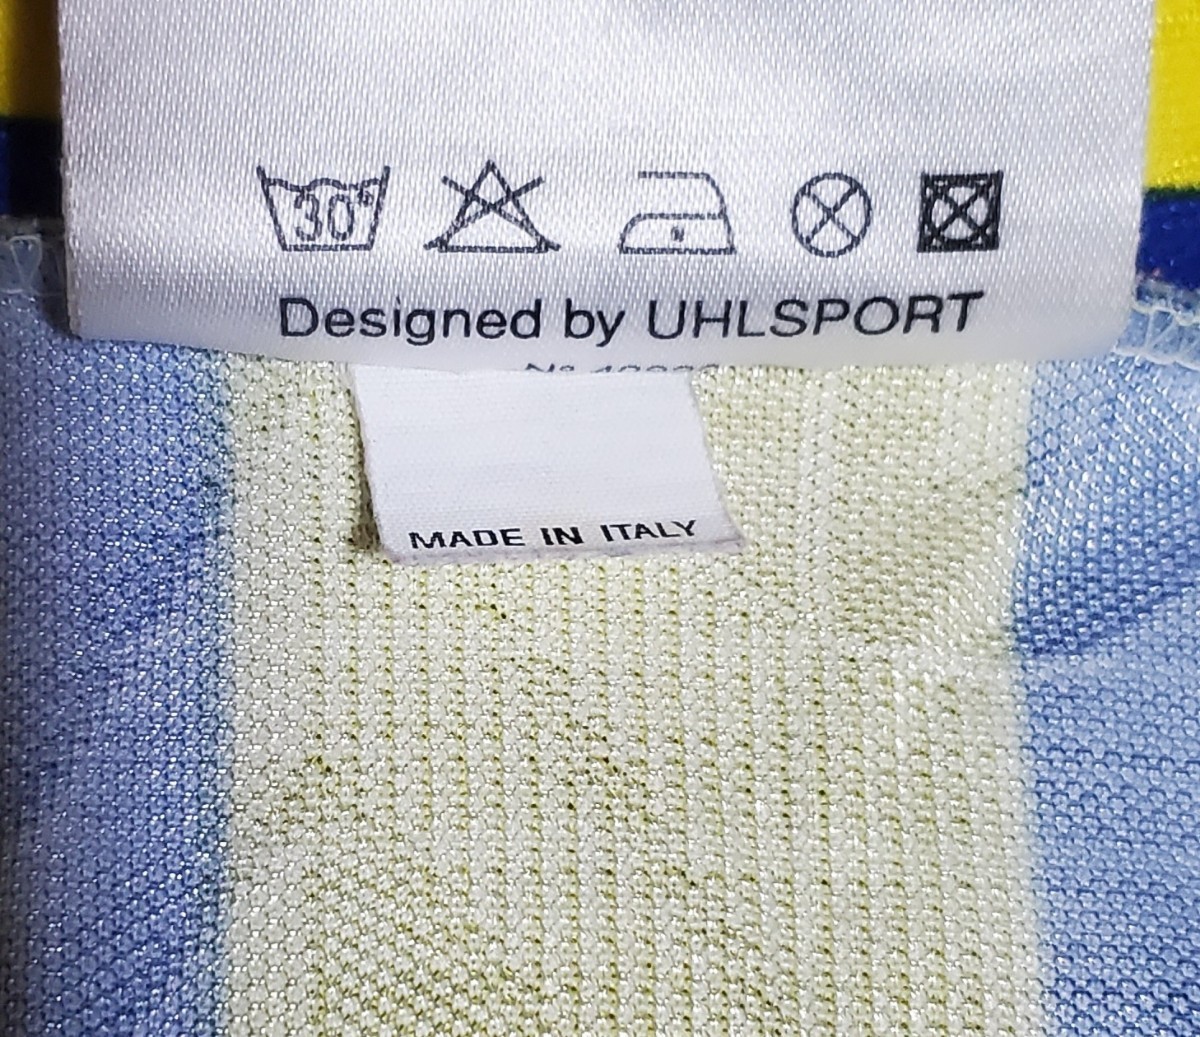 30°
Designed by UHLSPORT
MADE IN ITALY